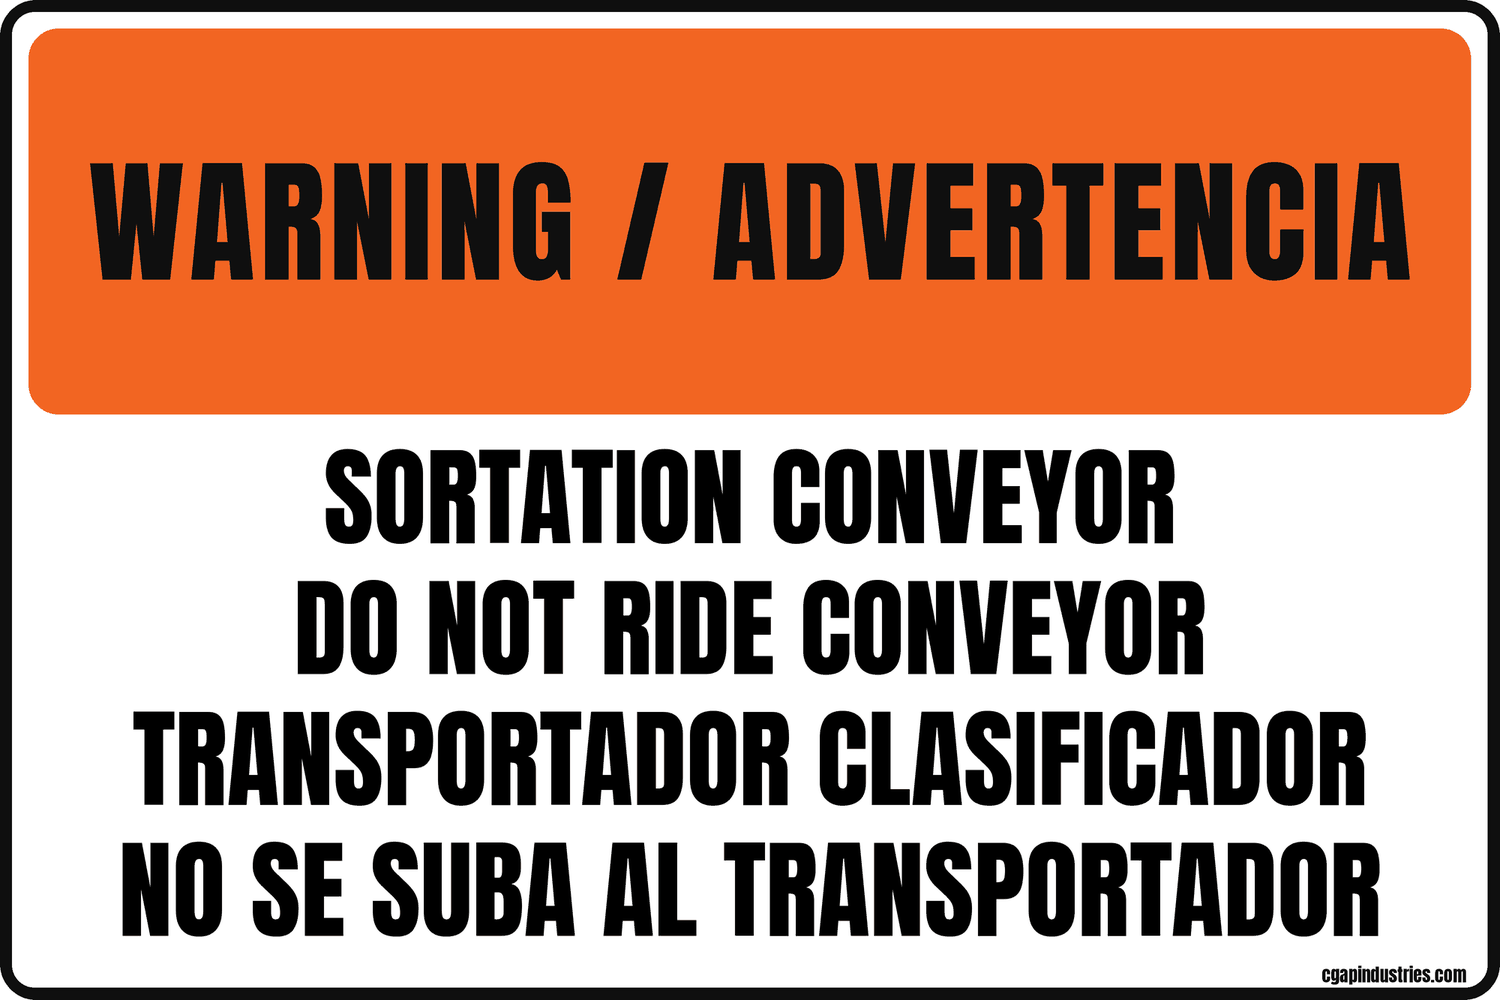 WARNING / ADVERTENCIA
SORTATION CONVEYOR
DO NOT RIDE CONVEYOR
TRANSPORTADOR CLASIFICADOR
NO SE SUBA AL TRANSPORTADOR
cgapindustries.com